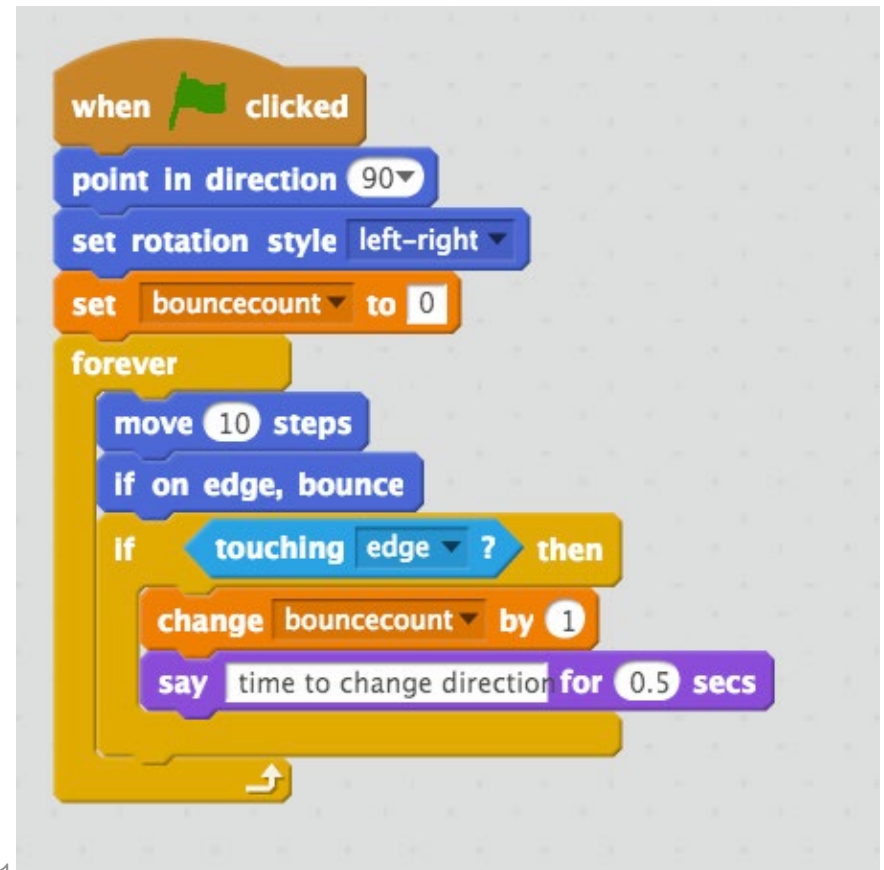 when clicked
point in direction 90
set rotation style left-right
set bouncecount to 0
forever
move 10 steps
if on edge, bounce
if touching edge ? then
change bouncecount by 1
say time to change direction for 0.5 secs